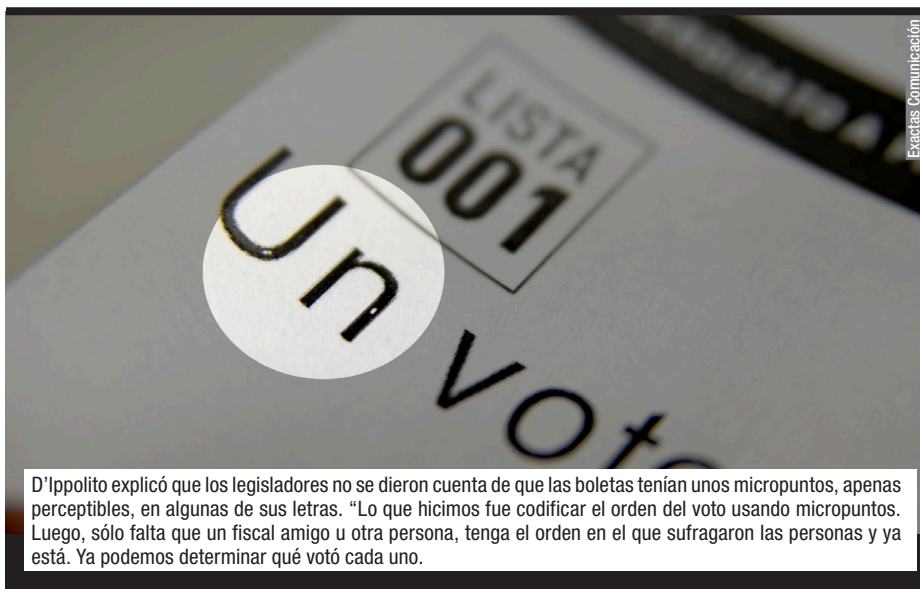 Exactas Comunicación
LISTA
001
Un voto
D’Ippolito explicó que los legisladores no se dieron cuenta de que las boletas tenían unos micropuntos, apenas
perceptibles, en algunas de sus letras. “Lo que hicimos fue codificar el orden del voto usando micropuntos.
Luego, sólo falta que un fiscal amigo u otra persona, tenga el orden en el que sufragaron las personas y ya
está. Ya podemos determinar qué votó cada uno.